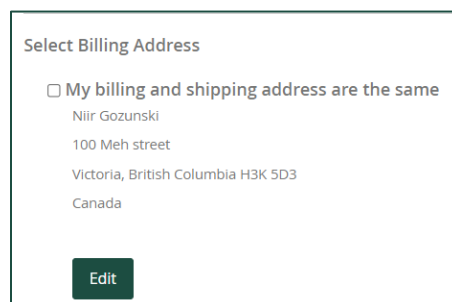 Select Billing Address
My billing and shipping address are the same
Niir Gozunski
100 Meh street
Victoria, British Columbia H3K 5D3
Canada
Edit